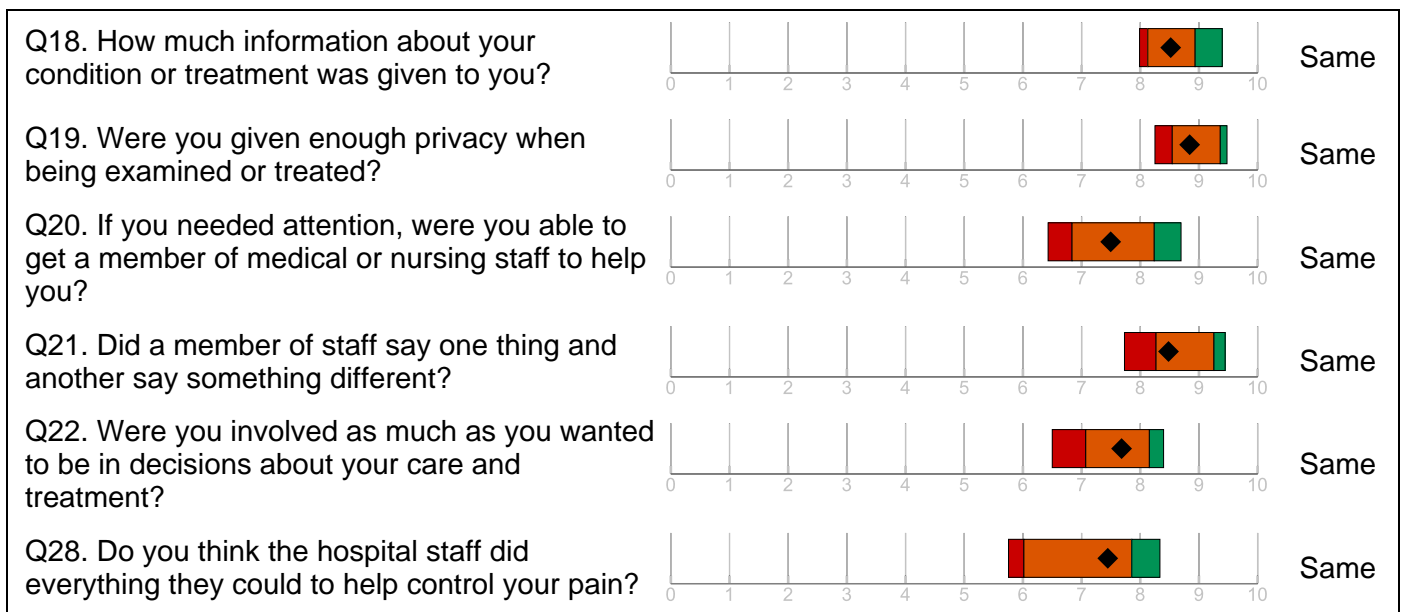 Q18. How much information about your
condition or treatment was given to you?
Same
0 1 2 3 4 5 6 7 8 9 10
Q19. Were you given enough privacy when
being examined or treated?
Same
0 1 2 3 4 5 6 7 8 9 10
Q20. If you needed attention, were you able to
get a member of medical or nursing staff to help
you?
Same
0 1 2 3 4 5 6 7 8 9 10
Q21. Did a member of staff say one thing and
another say something different?
Same
0 1 2 3 4 5 6 7 8 9 10
Q22. Were you involved as much as you wanted
to be in decisions about your care and
treatment?
Same
0 1 2 3 4 5 6 7 8 9 10
Q28. Do you think the hospital staff did
everything they could to help control your pain?
Same
0 1 2 3 4 5 6 7 8 9 10